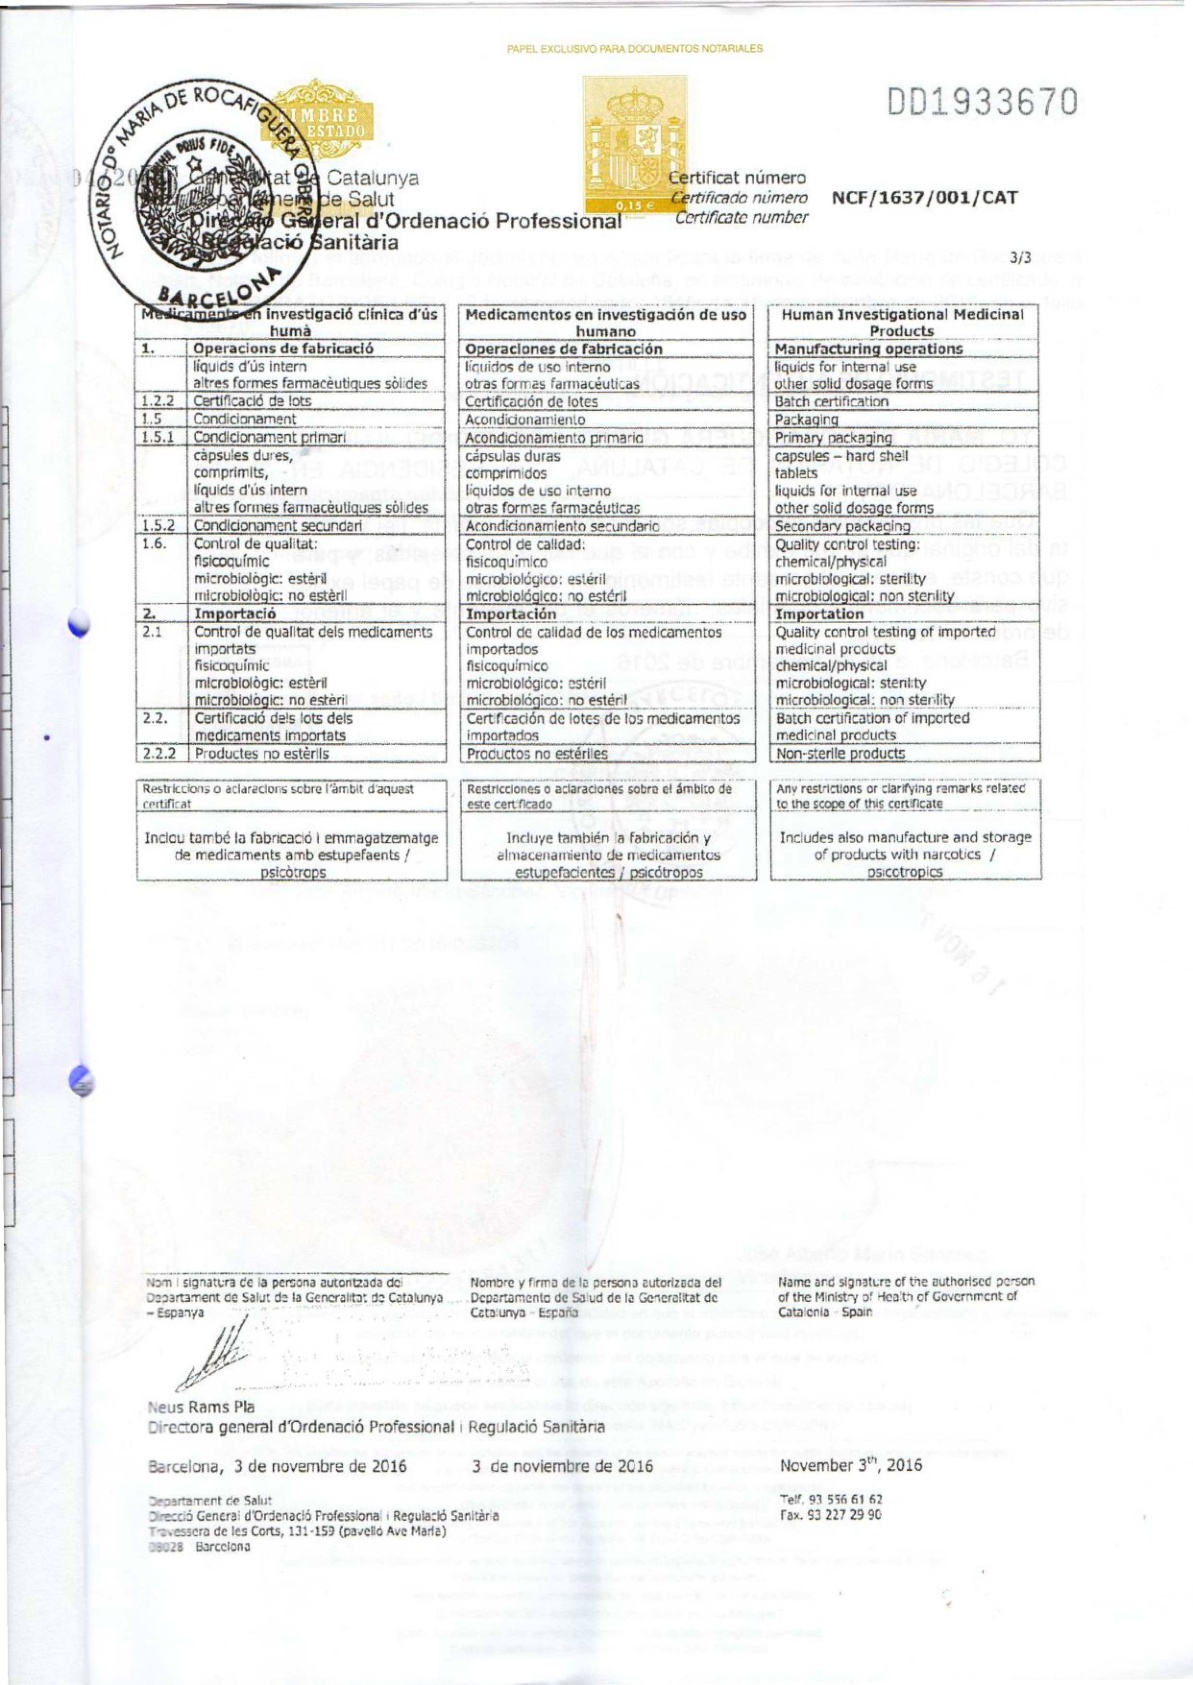 PAPEL EXCLUSIVO PARA DOCUMENTOS NOTARIALES
DD1933670
NOTARIO Dª MARIA DE ROCAFIGUERA GIBERT
NIHIL PRIUS FIDE
BARCELONA
TIMBRE
ESTADO
0,15 €
Generalitat de Catalunya
Departament de Salut
Direcció General d'Ordenació Professional
i Regulació Sanitària
Certificat número
Certificado número
Certificate number
NCF/1637/001/CAT
3/3
Medicaments en investigació clínica d'ús
humà
Medicamentos en investigación de uso
humano
Human Investigational Medicinal
Products
1. Operacions de fabricació
Operaciones de fabricación
Manufacturing operations
líquids d'ús intern
altres formes farmacèutiques sòlides
líquidos de uso interno
otras formas farmacéuticas
liquids for internal use
other solid dosage forms
1.2.2 Certificació de lots
Certificación de lotes
Batch certification
1.5 Condicionament
Acondicionamiento
Packaging
1.5.1 Condicionament primari
Acondicionamiento primario
Primary packaging
càpsules dures,
comprimits,
líquids d'ús intern
altres formes farmacèutiques sòlides
cápsulas duras
comprimidos
líquidos de uso interno
otras formas farmacéuticas
capsules – hard shell
tablets
liquids for internal use
other solid dosage forms
1.5.2 Condicionament secundari
Acondicionamiento secundario
Secondary packaging
1.6. Control de qualitat:
fisicoquímic
microbiològic: estèril
microbiològic: no estèril
Control de calidad:
fisicoquímico
microbiológico: estéril
microbiológico: no estéril
Quality control testing:
chemical/physical
microbiological: sterility
microbiological: non sterility
2. Importació
Importación
Importation
2.1 Control de qualitat dels medicaments
importats
fisicoquímic
microbiològic: estèril
microbiològic: no estèril
Control de calidad de los medicamentos
importados
fisicoquímico
microbiológico: estéril
microbiológico: no estéril
Quality control testing of imported
medicinal products
chemical/physical
microbiological: sterility
microbiological: non sterility
2.2. Certificació dels lots dels
medicaments importats
Certificación de lotes de los medicamentos
importados
Batch certification of imported
medicinal products
2.2.2 Productes no estèrils
Productos no estériles
Non-sterile products
Restriccions o aclaracions sobre l'àmbit d'aquest
certificat
Restricciones o aclaraciones sobre el ámbito de
este certificado
Any restrictions or clarifying remarks related
to the scope of this certificate
Inclou també la fabricació i emmagatzematge
de medicaments amb estupefaents /
psicòtrops
Incluye también la fabricación y
almacenamiento de medicamentos
estupefacientes / psicótropos
Includes also manufacture and storage
of products with narcotics /
psicotropics
Nom i signatura de la persona autoritzada del
Departament de Salut de la Generalitat de Catalunya
– Espanya
Nombre y firma de la persona autorizada del
Departamento de Salud de la Generalitat de
Catalunya - España
Name and signature of the authorised person
of the Ministry of Health of Government of
Catalonia - Spain
Neus Rams Pla
Directora general d'Ordenació Professional i Regulació Sanitària
Barcelona, 3 de novembre de 2016
3 de noviembre de 2016
November 3th, 2016
Departament de Salut
Direcció General d'Ordenació Professional i Regulació Sanitària
Travessera de les Corts, 131-159 (pavelló Ave Maria)
08028 Barcelona
Telf. 93 556 61 62
Fax. 93 227 29 90